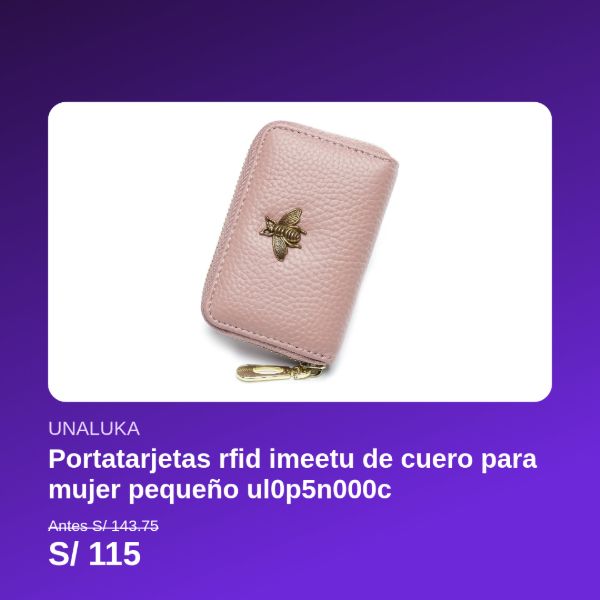 UNALUKA
Portatarjetas rfid imeetu de cuero para
mujer pequeño ul0p5n000c
Antes S/ 143.75
S/ 115